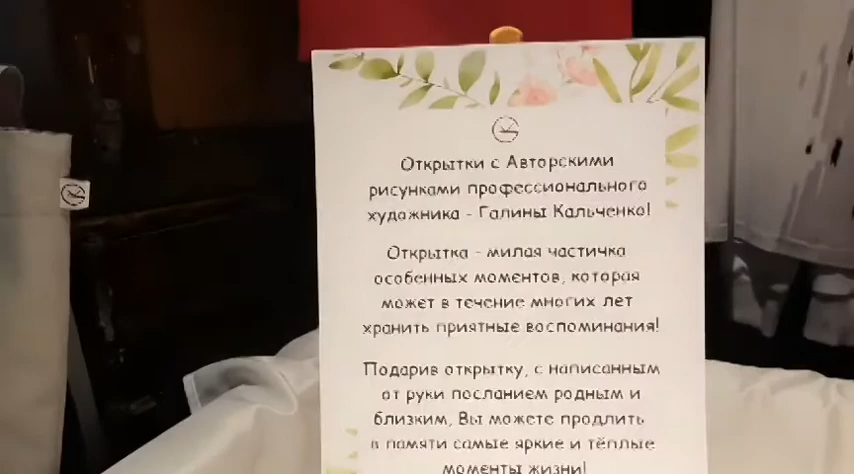 Открытки с Авторскими
рисунками профессионального
художника - Галины Кальченко!
Открытка - милая частичка
особенных моментов, которая
может в течение многих лет
хранить приятные воспоминания!
Подарив открытку, с написанным
от руки посланием родным и
близким, Вы можете продлить
в памяти самые яркие и тёплые
моменты жизни!